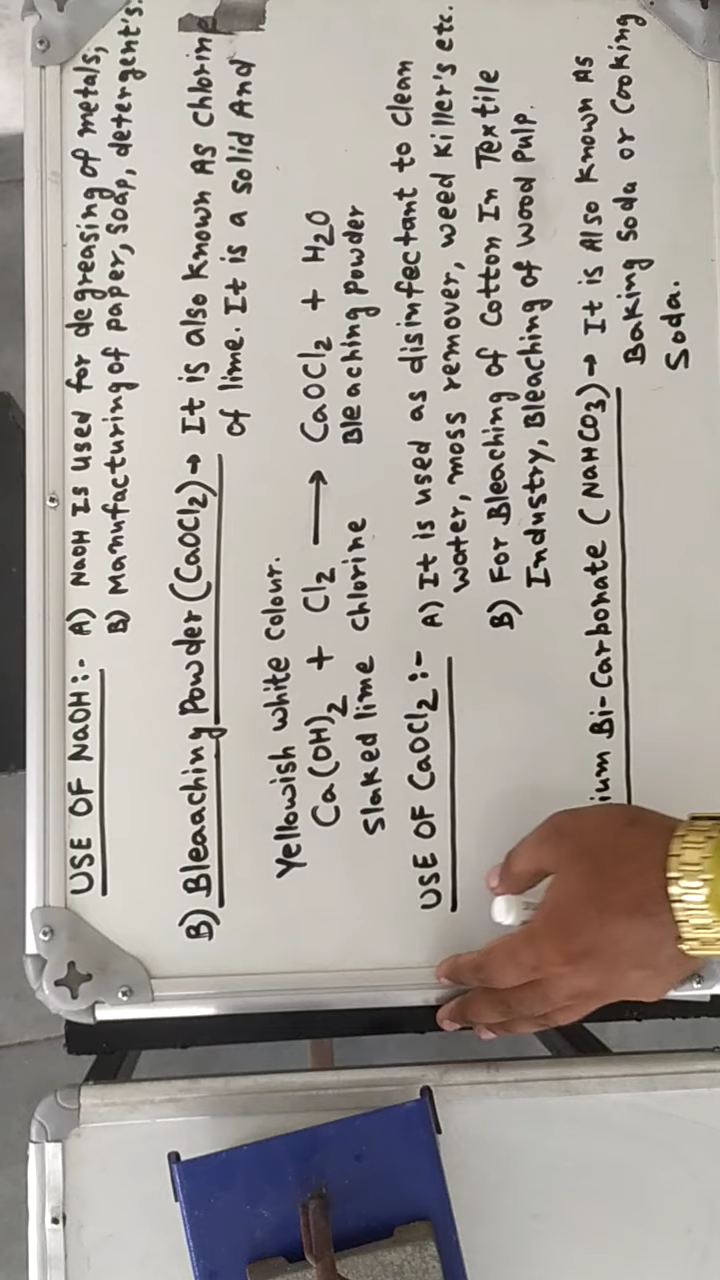 USE OF NaOH:- A) NaOH Is used for degreasing of metals,
B) Manufacturing of paper, soap, detergent's.
B) Bleaaching Powder (CaOCl2) → It is also known As chlorine
of lime. It is a solid And
Yellowish white colour.
Ca(OH)2 + Cl2 → CaOCl2 + H2O
Slaked lime chlorine Bleaching Powder
USE OF CaOCl2 :- A) It is used as disinfectant to clean
water, moss remover, weed killer's etc.
B) For Bleaching of Cotton In Textile
Industry, Bleaching of wood Pulp.
ium Bi-Carbonate (NaHCO3) → It is Also Known As
Baking Soda or Cooking
Soda.